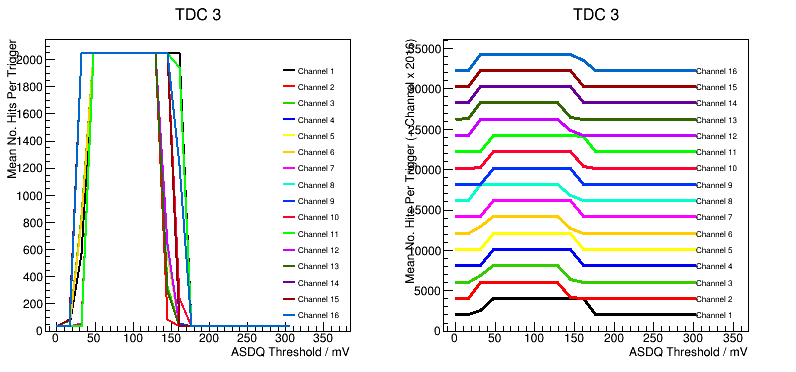 TDC 3
Mean No. Hits Per Trigger
2000
1800
1600
1400
1200
1000
800
600
400
200
0
0 50 100 150 200 250 300 350
ASDQ Threshold / mV
Channel 1
Channel 2
Channel 3
Channel 4
Channel 5
Channel 6
Channel 7
Channel 8
Channel 9
Channel 10
Channel 11
Channel 12
Channel 13
Channel 14
Channel 15
Channel 16
TDC 3
Mean No. Hits Per Trigger (+ Channel x 2016)
35000
30000
25000
20000
15000
10000
5000
0
0 50 100 150 200 250 300 350
ASDQ Threshold / mV
Channel 16
Channel 15
Channel 14
Channel 13
Channel 12
Channel 11
Channel 10
Channel 9
Channel 8
Channel 7
Channel 6
Channel 5
Channel 4
Channel 3
Channel 2
Channel 1